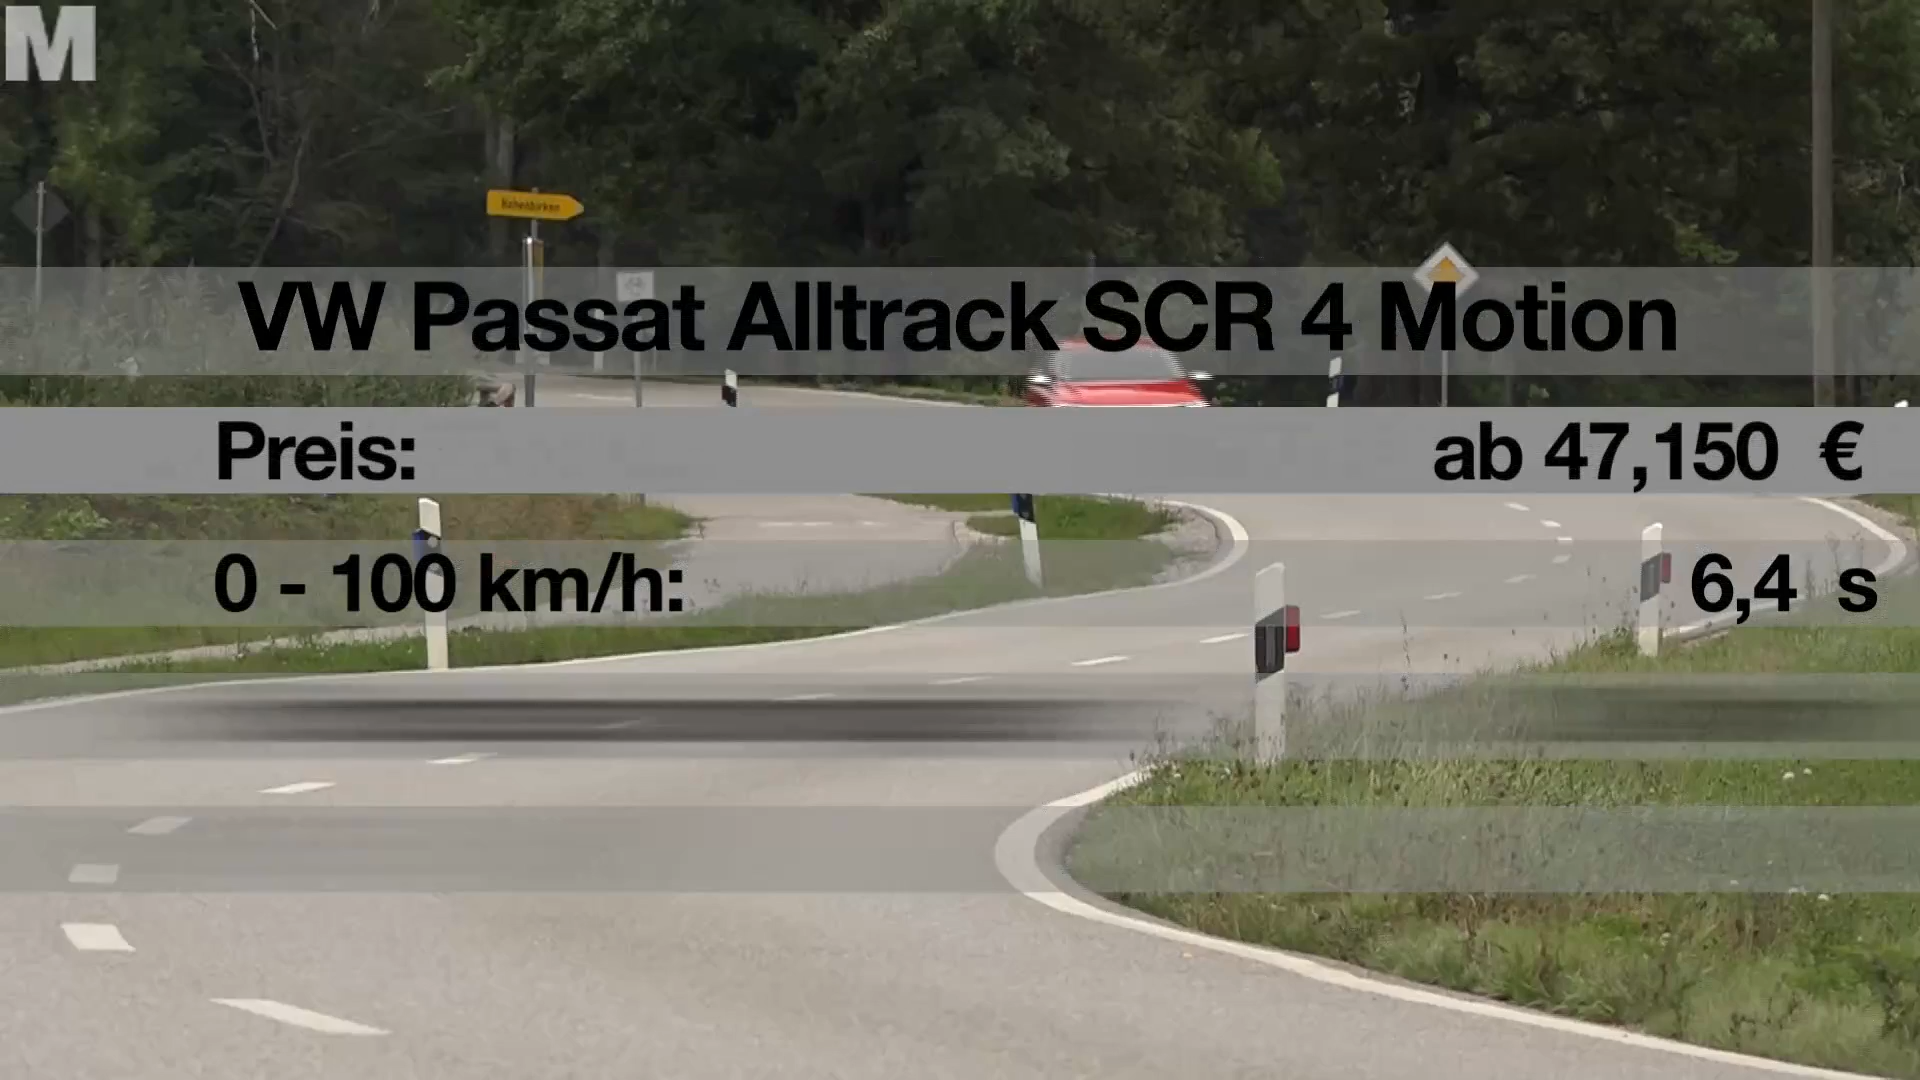 M
VW Passat Alltrack SCR 4 Motion
Preis: ab 47,150 €
0 - 100 km/h: 6,4 s